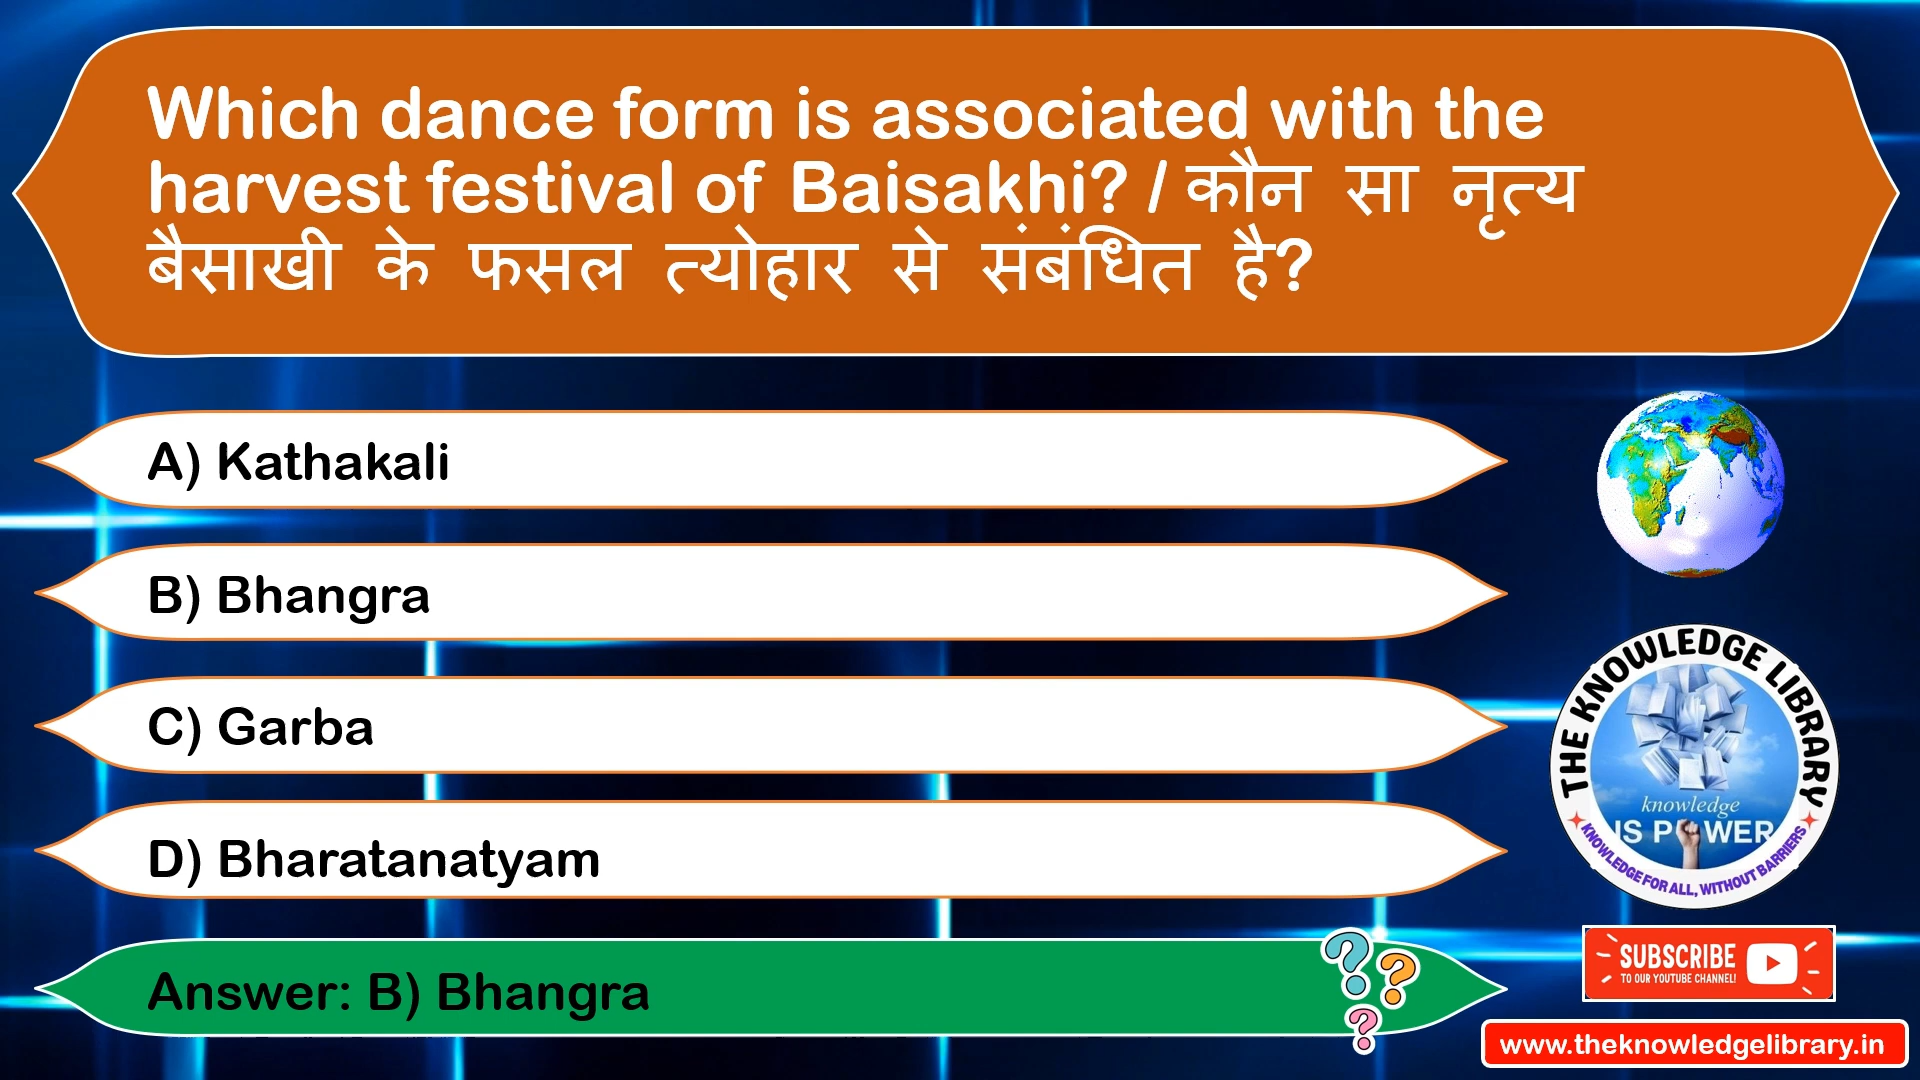 Which dance form is associated with the
harvest festival of Baisakhi? / कौन सा नृत्य
बैसाखी के फसल त्योहार से संबंधित है?
A) Kathakali
B) Bhangra
C) Garba
D) Bharatanatyam
Answer: B) Bhangra
THE KNOWLEDGE LIBRARY
knowledge
IS POWER
KNOWLEDGE FOR ALL, WITHOUT BARRIERS
SUBSCRIBE
TO OUR YOUTUBE CHANNEL!
www.theknowledgelibrary.in